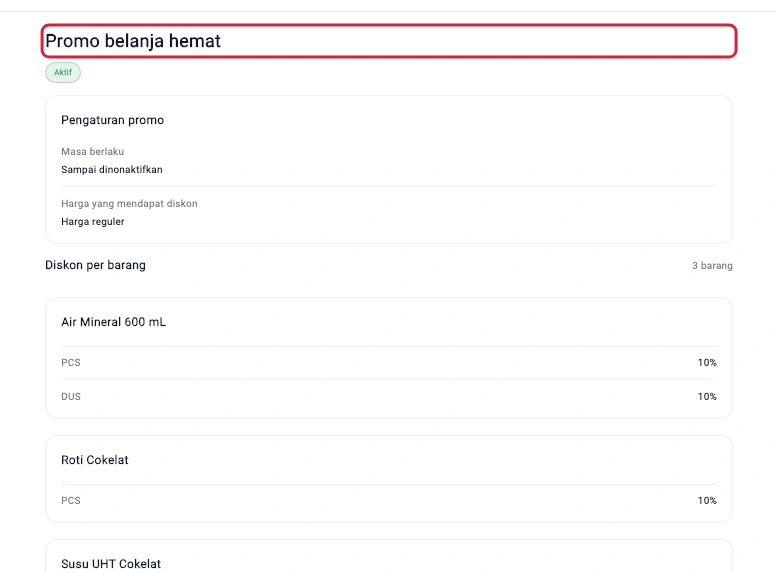 Promo belanja hemat
Aktif
Pengaturan promo
Masa berlaku
Sampai dinonaktifkan
Harga yang mendapat diskon
Harga reguler
Diskon per barang 3 barang
Air Mineral 600 mL
PCS 10%
DUS 10%
Roti Cokelat
PCS 10%
Susu UHT Cokelat